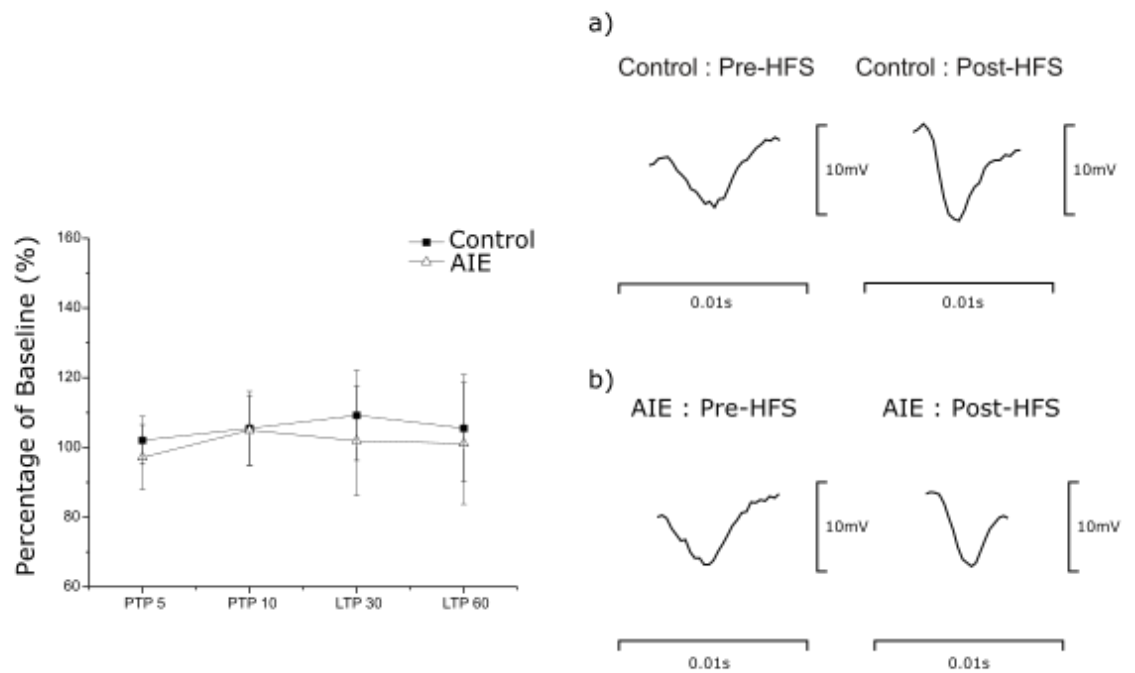 Percentage of Baseline (%)
160
140
120
100
80
60
PTP 5
PTP 10
LTP 30
LTP 60
Control
AIE
a)
Control : Pre-HFS
Control : Post-HFS
10mV
10mV
0.01s
0.01s
b)
AIE : Pre-HFS
AIE : Post-HFS
10mV
10mV
0.01s
0.01s